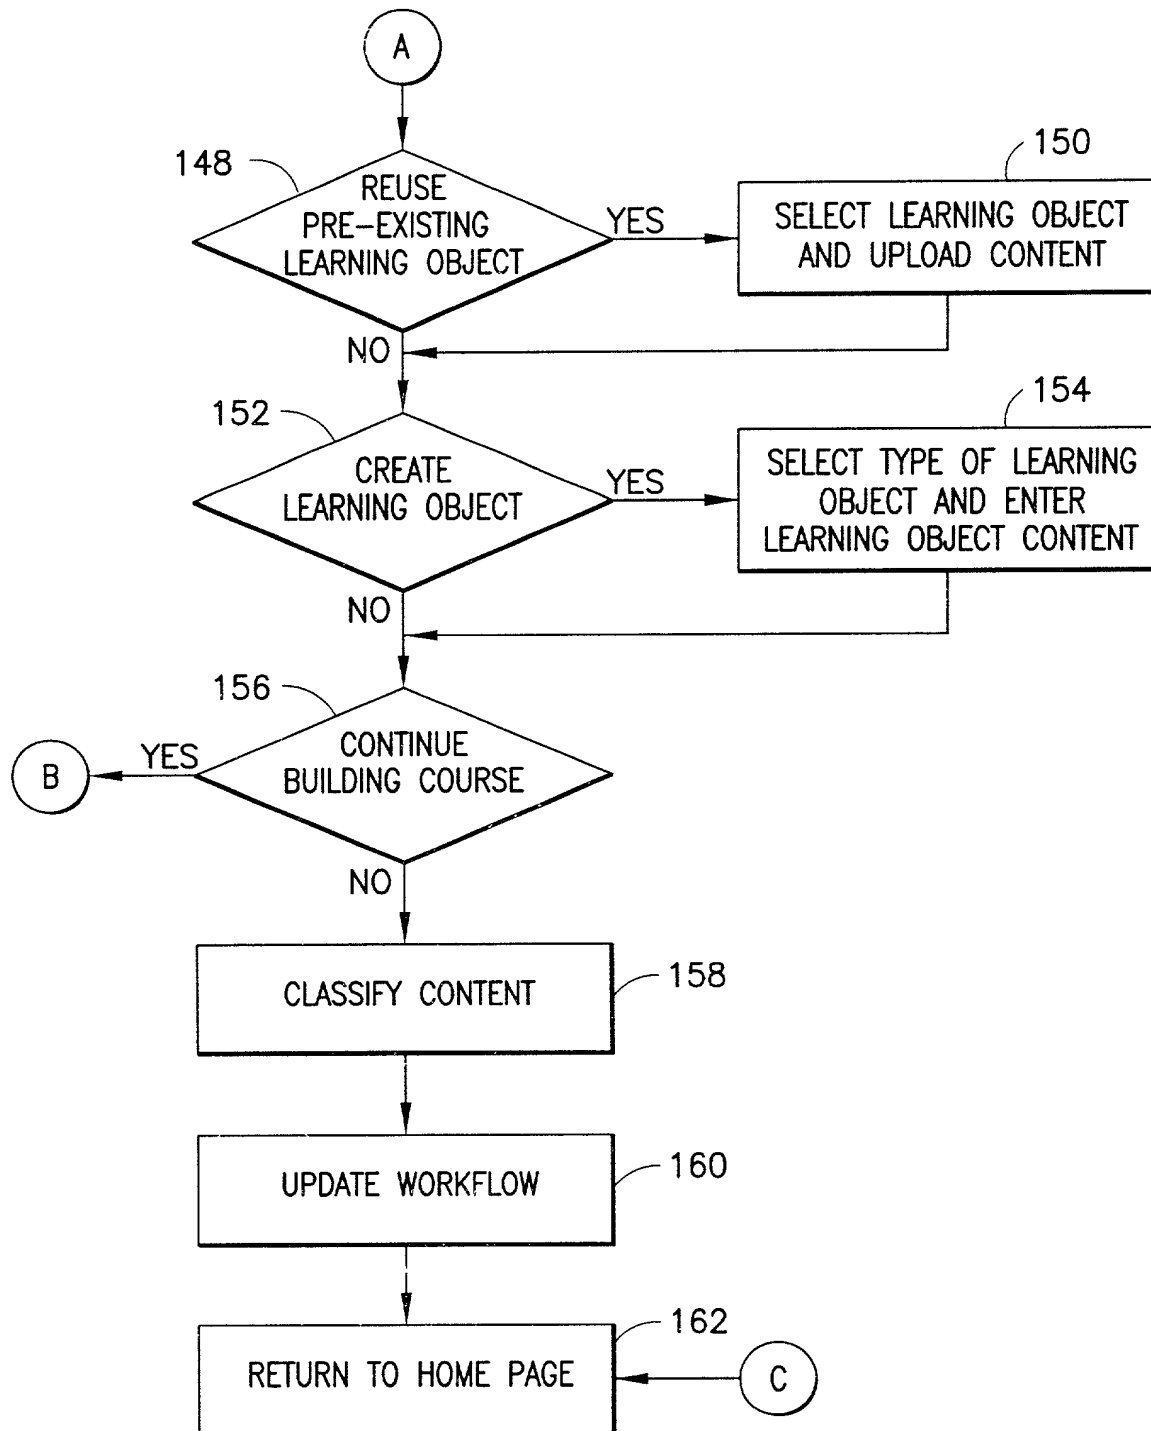 A
148
REUSE
PRE-EXISTING
LEARNING OBJECT
YES
150
SELECT LEARNING OBJECT
AND UPLOAD CONTENT
NO
152
CREATE
LEARNING OBJECT
YES
154
SELECT TYPE OF LEARNING
OBJECT AND ENTER
LEARNING OBJECT CONTENT
NO
156
CONTINUE
BUILDING COURSE
YES
B
NO
CLASSIFY CONTENT
158
UPDATE WORKFLOW
160
162
RETURN TO HOME PAGE
C